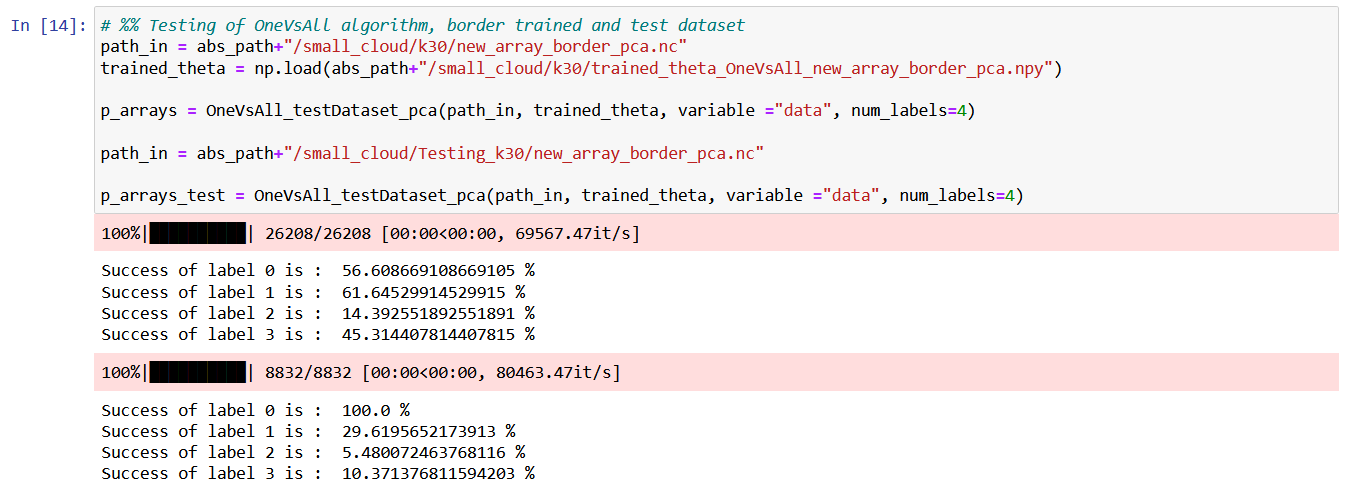 In [14]: # %% Testing of OneVsAll algorithm, border trained and test dataset
path_in = abs_path+"/small_cloud/k30/new_array_border_pca.nc"
trained_theta = np.load(abs_path+"/small_cloud/k30/trained_theta_OneVsAll_new_array_border_pca.npy")
p_arrays = OneVsAll_testDataset_pca(path_in, trained_theta, variable ="data", num_labels=4)
path_in = abs_path+"/small_cloud/Testing_k30/new_array_border_pca.nc"
p_arrays_test = OneVsAll_testDataset_pca(path_in, trained_theta, variable ="data", num_labels=4)
100%|██████████| 26208/26208 [00:00<00:00, 69567.47it/s]
Success of label 0 is :  56.608669108669105 %
Success of label 1 is :  61.64529914529915 %
Success of label 2 is :  14.392551892551891 %
Success of label 3 is :  45.314407814407815 %
100%|██████████| 8832/8832 [00:00<00:00, 80463.47it/s]
Success of label 0 is :  100.0 %
Success of label 1 is :  29.6195652173913 %
Success of label 2 is :  5.480072463768116 %
Success of label 3 is :  10.371376811594203 %